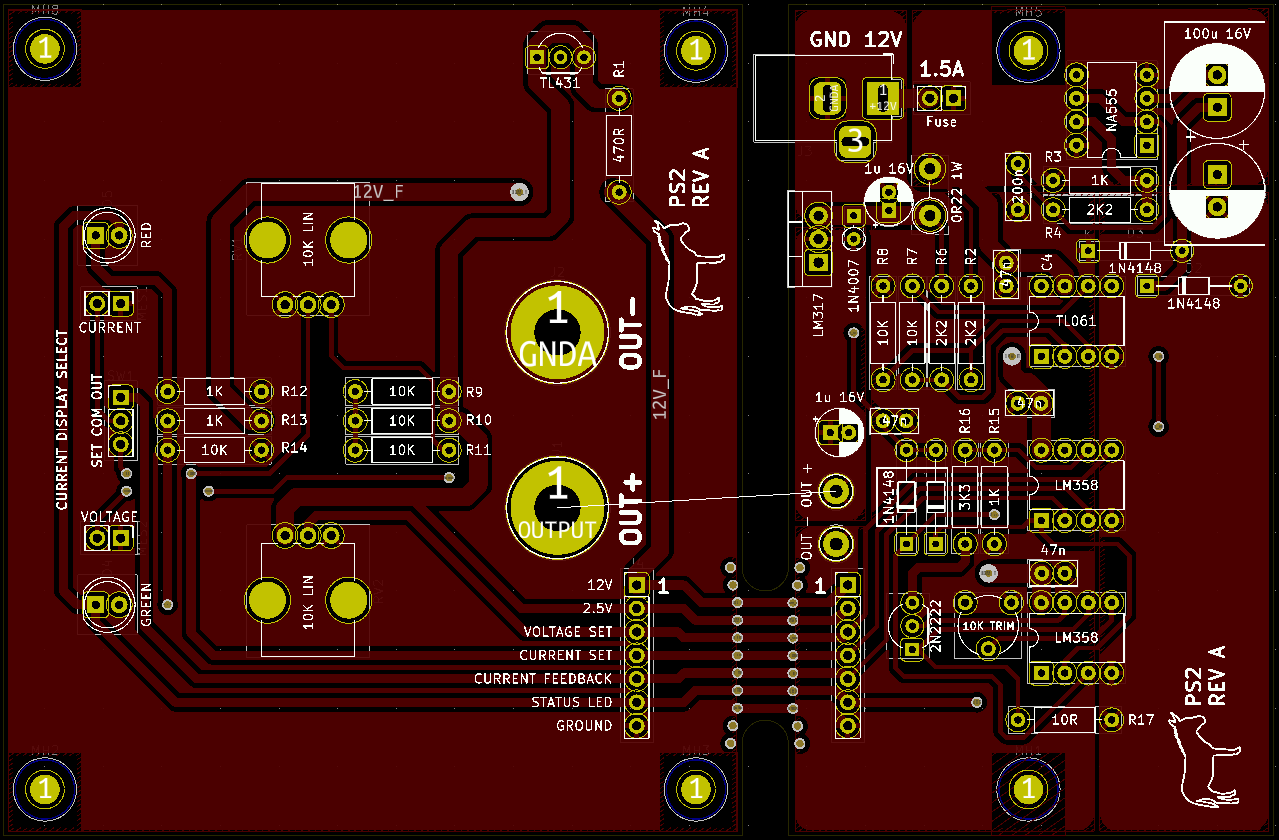 MH4
MH5
GND 12V
100u 16V
1
1
1
R1
1.5A
TL431
1
+12V
2
GNDA
NA555
470R
Fuse
3
PS2
REV A
1u 16V
R3
12V_F
1K
200n
0R22 1W
2K2
R4
RED
10K LIN
R8
R7
R6
R2
47n
C4
1N4148
1N4007
1N4148
1
GNDA
OUT-
LM317
CURRENT
10K
10K
2K2
2K2
TL061
CURRENT DISPLAY SELECT
SET COM OUT
1K
R12
10K
R9
12V_F
1u 16V
47n
1K
R13
10K
R10
47n
R16
R15
10K
R14
10K
R11
1
OUTPUT
OUT+
OUT +
1N4148
3K3
1K
LM358
VOLTAGE
OUT -
47n
10K LIN
12V
1
1
2.5V
GREEN
VOLTAGE SET
2N2222
10K TRIM
LM358
CURRENT SET
CURRENT FEEDBACK
PS2
REV A
STATUS LED
GROUND
10R
R17
1
1
1